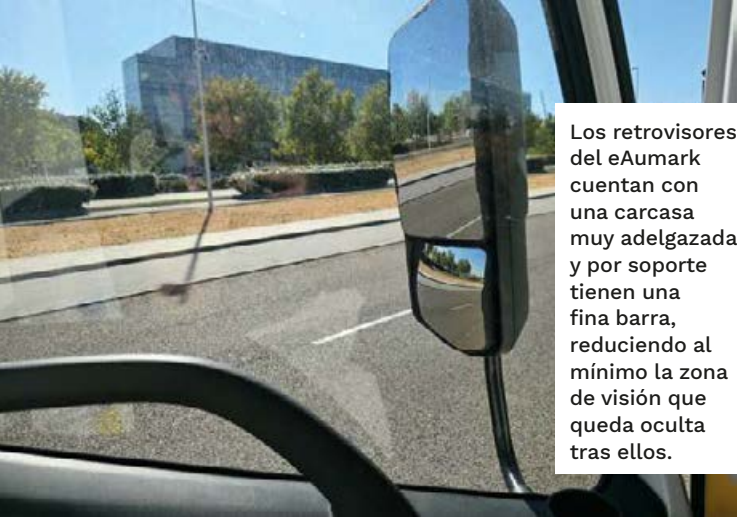 Los retrovisores
del eAumark
cuentan con
una carcasa
muy adelgazada
y por soporte
tienen una
fina barra,
reduciendo al
mínimo la zona
de visión que
queda oculta
tras ellos.